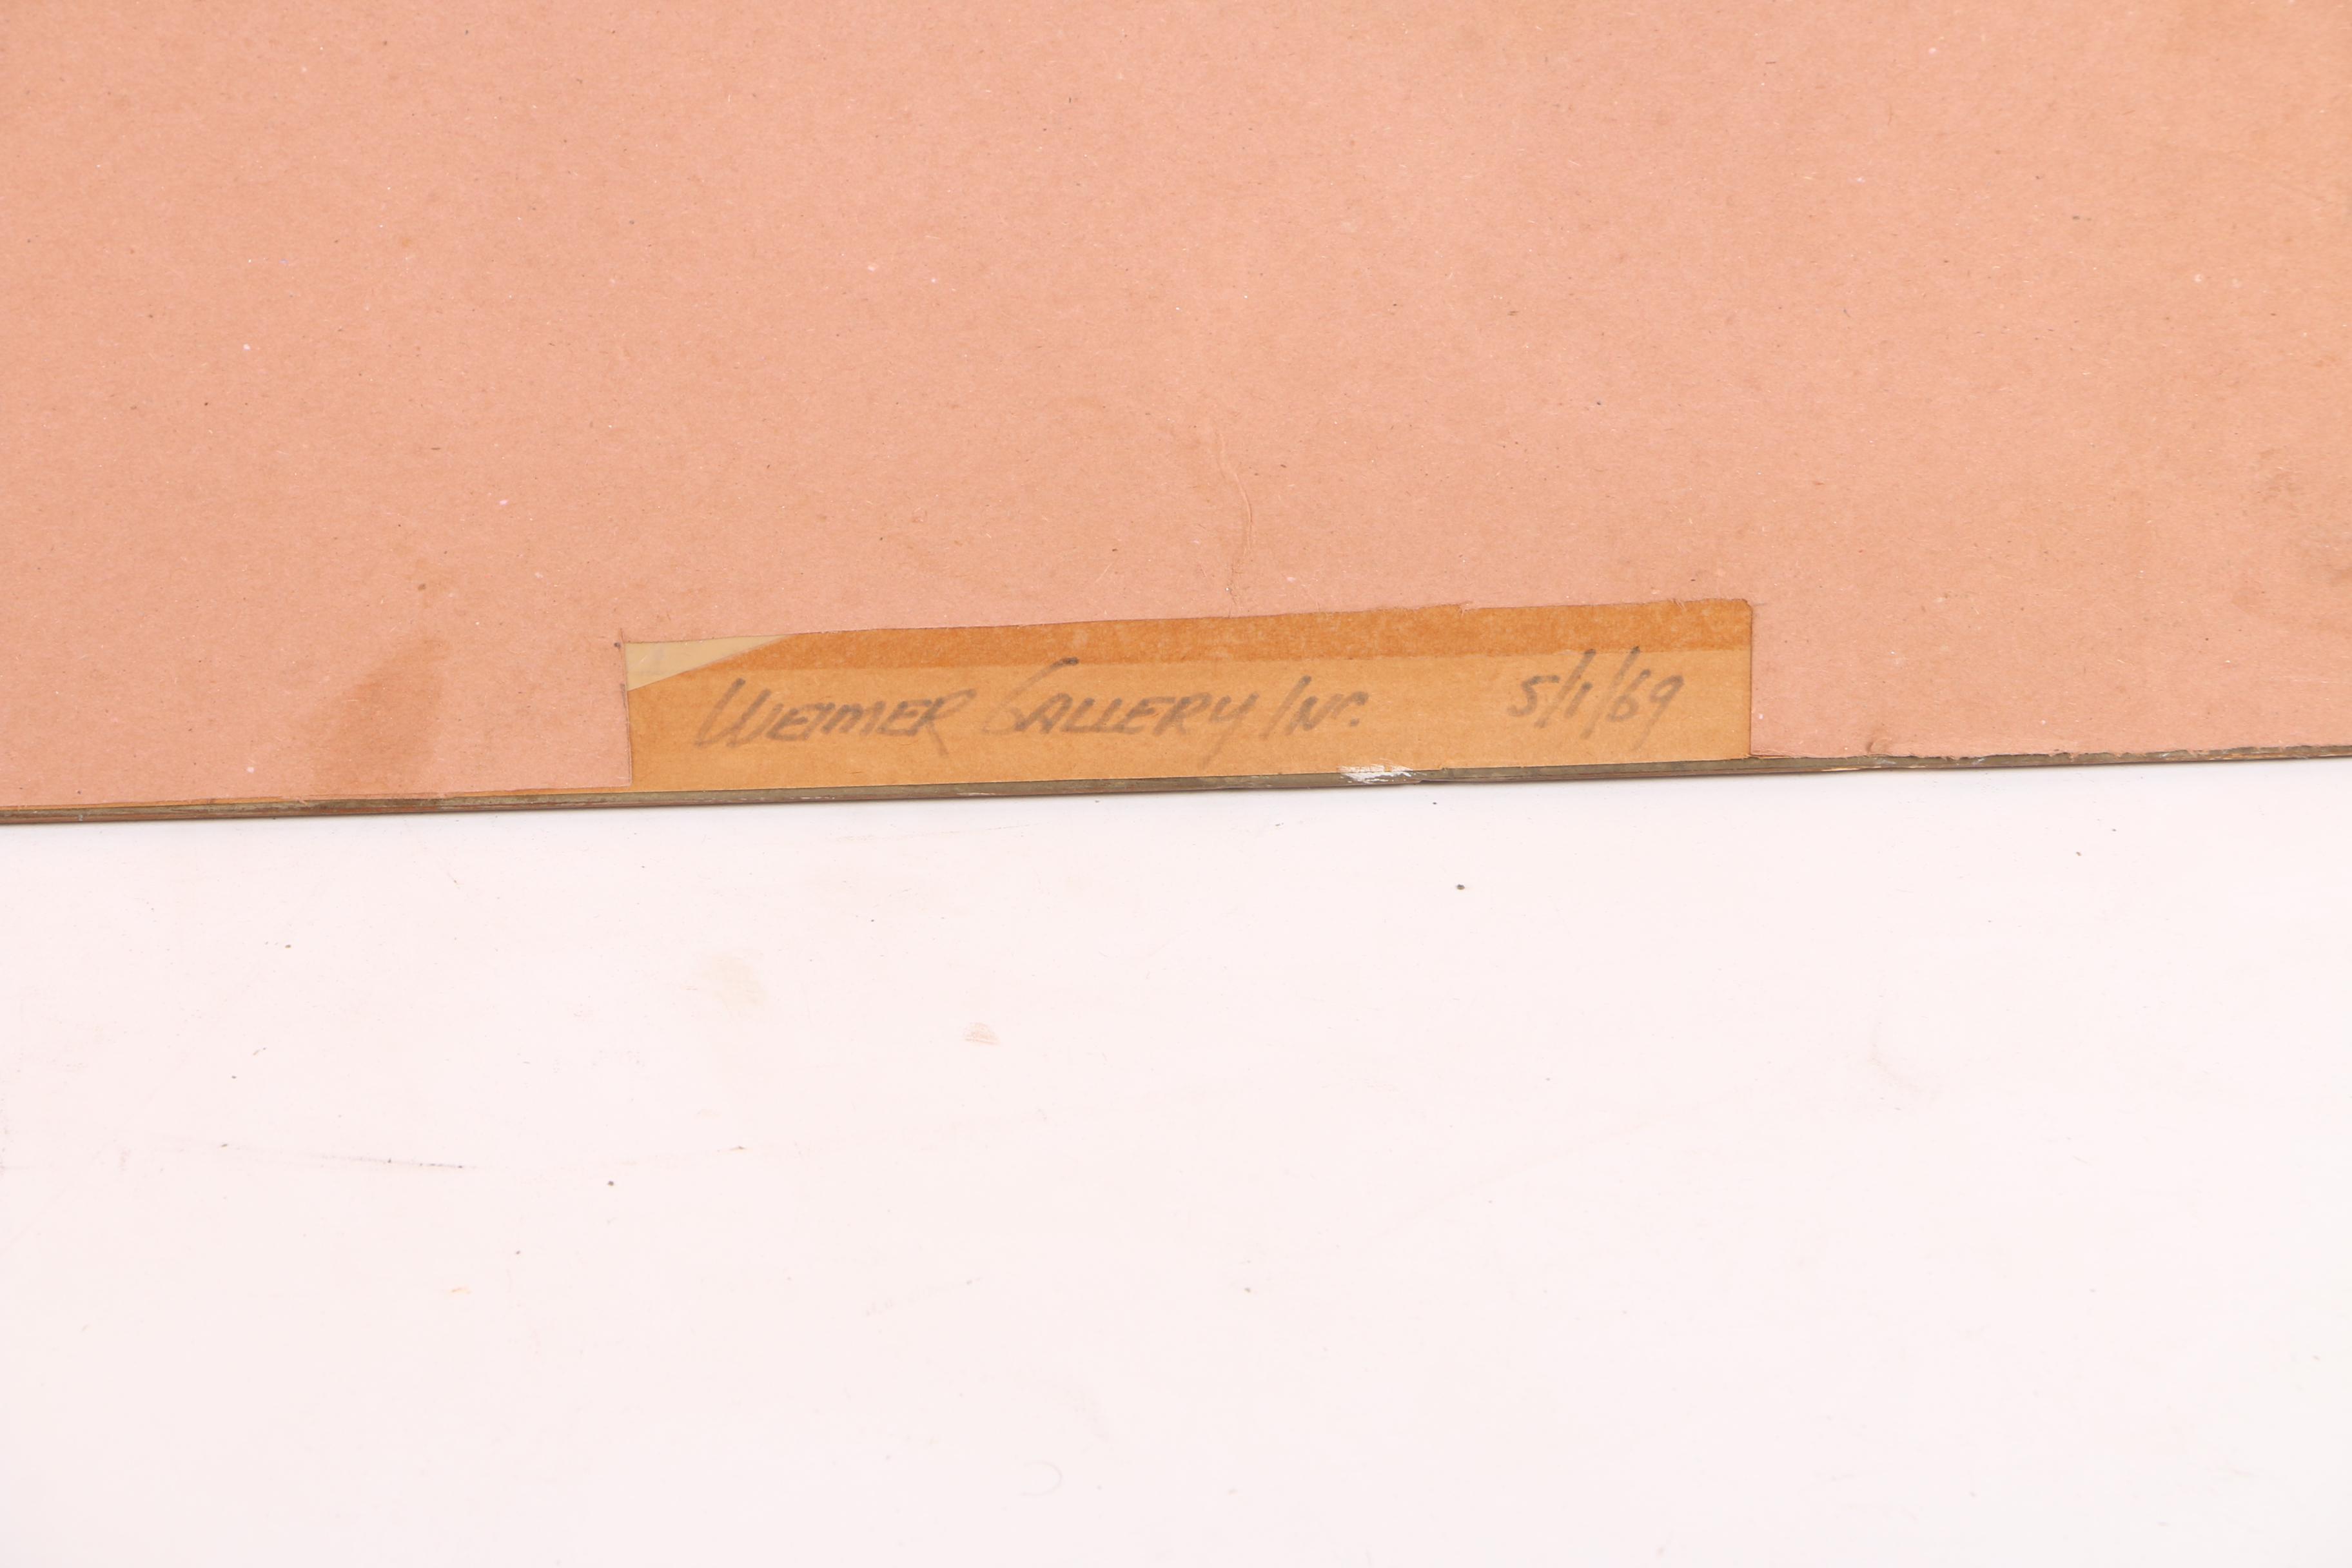 WEIMER GALLERY INC. 5/1/69